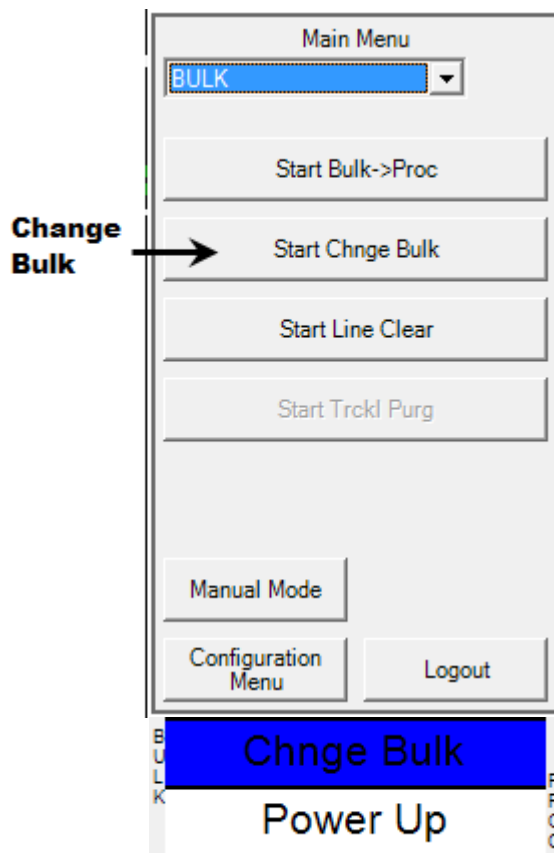 Main Menu
BULK
Start Bulk->Proc
Change
Bulk
Start Chnge Bulk
Start Line Clear
Start Trckl Purg
Manual Mode
Configuration
Menu
Logout
B
U
L
K
Chnge Bulk
Power Up